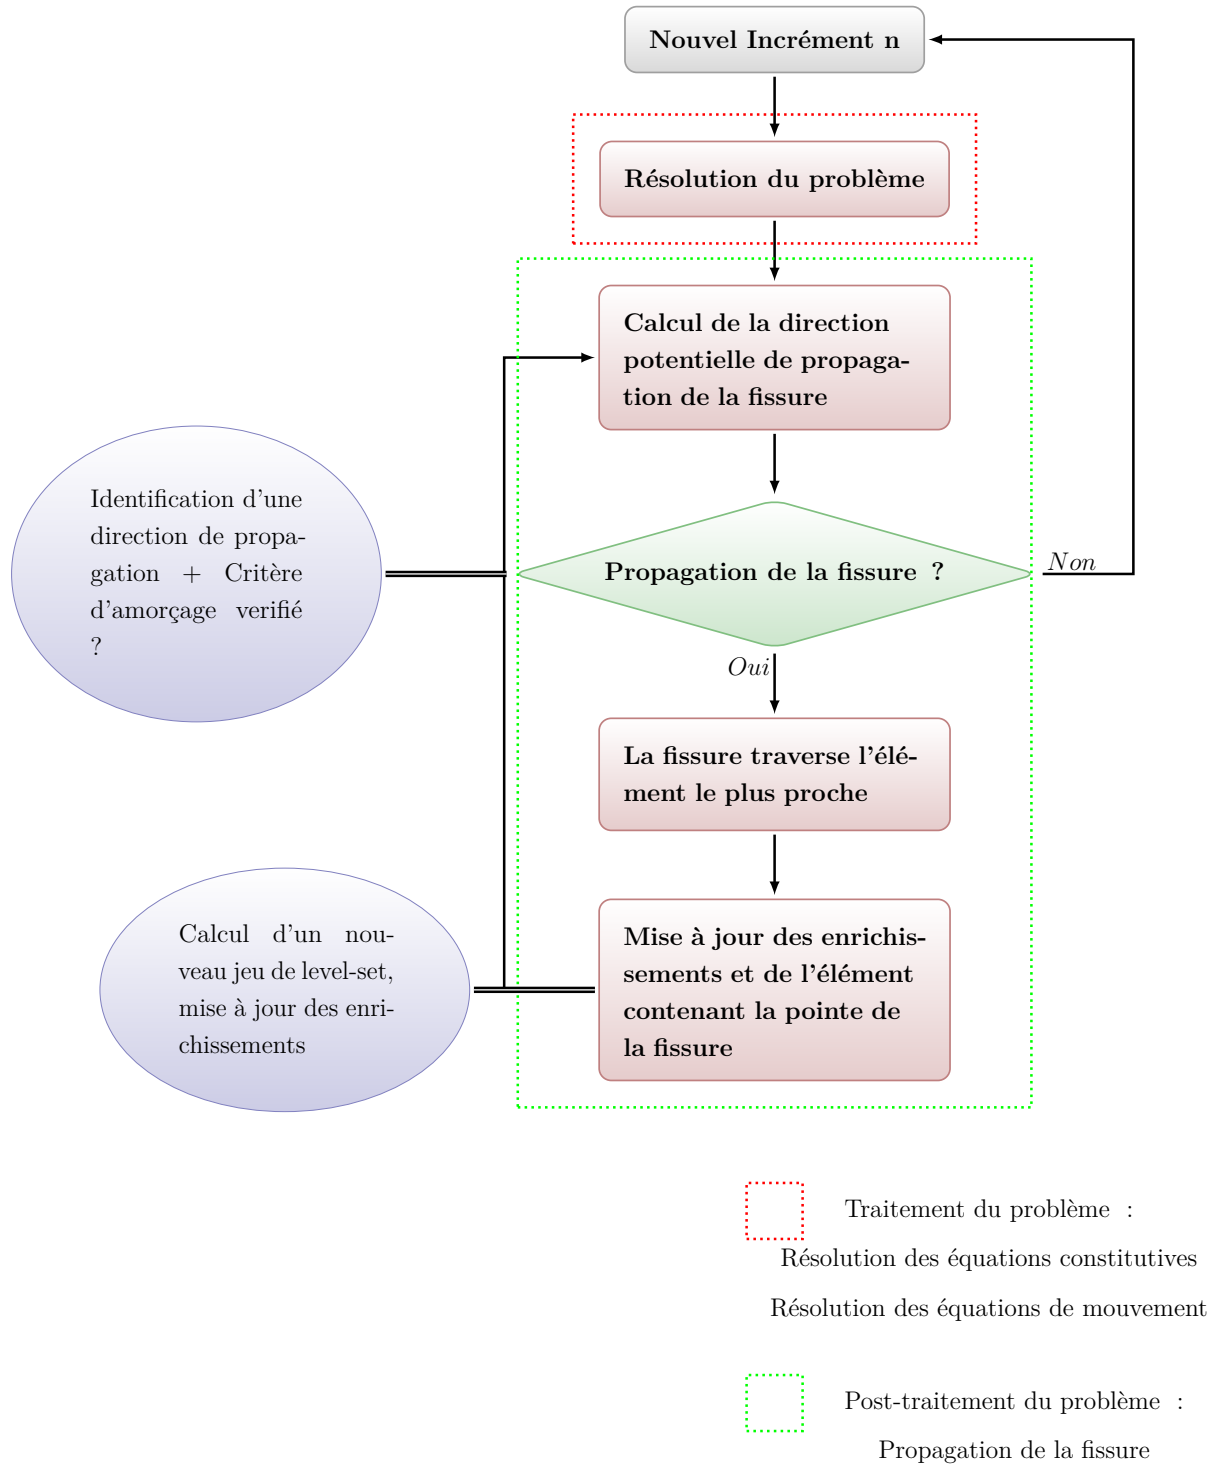 Nouvel Incrément n
Résolution du problème
Calcul de la direction
potentielle de propaga-
tion de la fissure
Identification d'une
direction de propa-
gation + Critère
d'amorçage verifié
?
Propagation de la fissure ?
Non
Oui
La fissure traverse l'élé-
ment le plus proche
Calcul d'un nou-
veau jeu de level-set,
mise à jour des enri-
chissements
Mise à jour des enrichis-
sements et de l'élément
contenant la pointe de
la fissure
Traitement du problème :
Résolution des équations constitutives
Résolution des équations de mouvement
Post-traitement du problème :
Propagation de la fissure